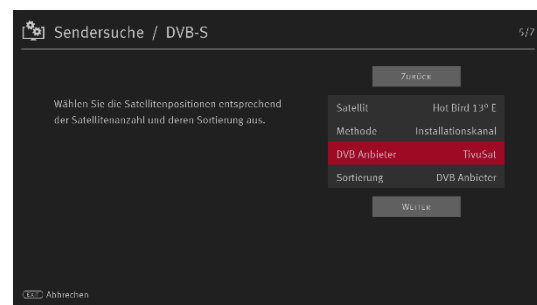 Sendersuche / DVB-S
5/7
Zurück
Wählen Sie die Satellitenpositionen entsprechend
der Satellitenanzahl und deren Sortierung aus.
Satellit Hot Bird 13° E
Methode Installationskanal
DVB Anbieter TivuSat
Sortierung DVB Anbieter
Weiter
EXIT Abbrechen